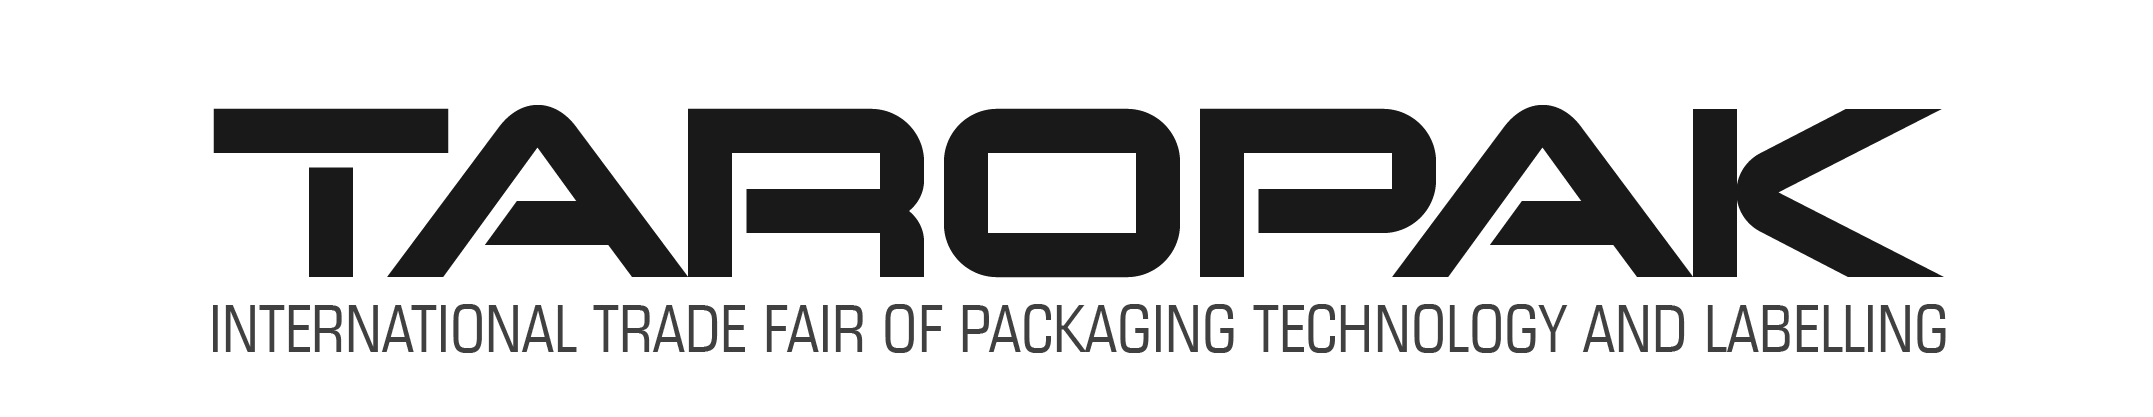 TAROPAK
INTERNATIONAL TRADE FAIR OF PACKAGING TECHNOLOGY AND LABELLING